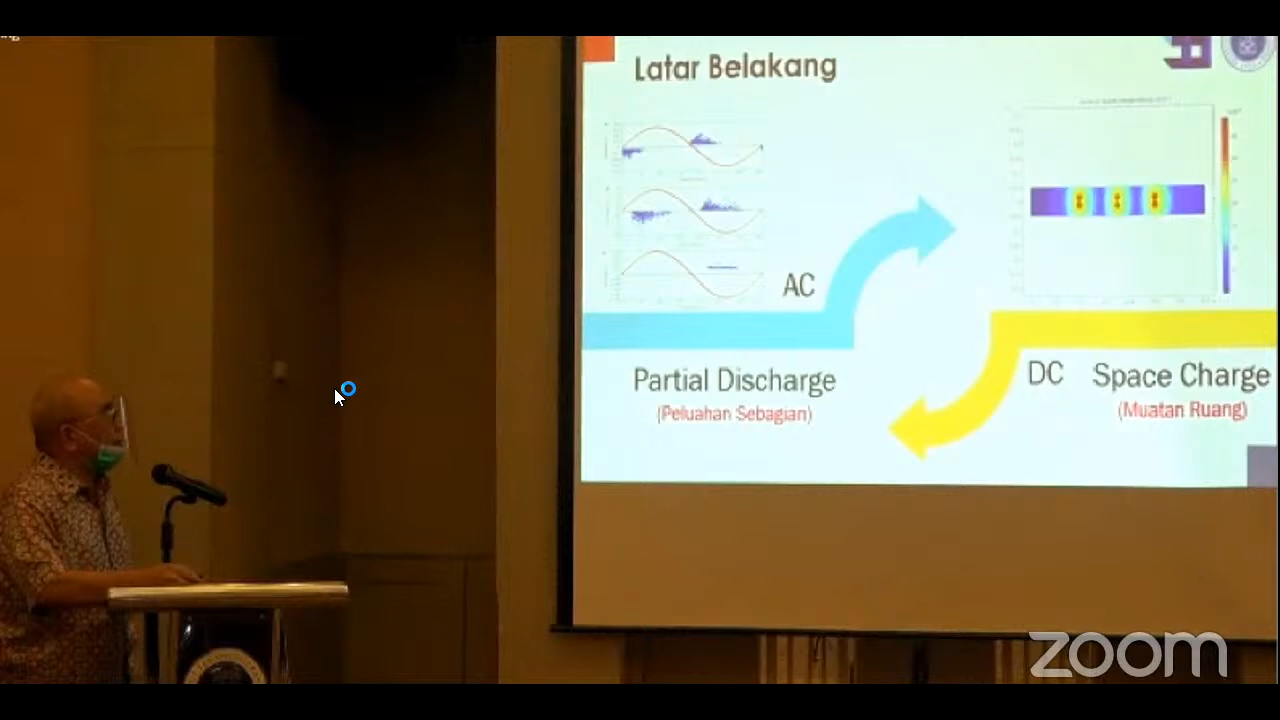 Latar Belakang
AC
Partial Discharge
(Peluahan Sebagian)
DC
Space Charge
(Muatan Ruang)
zoom